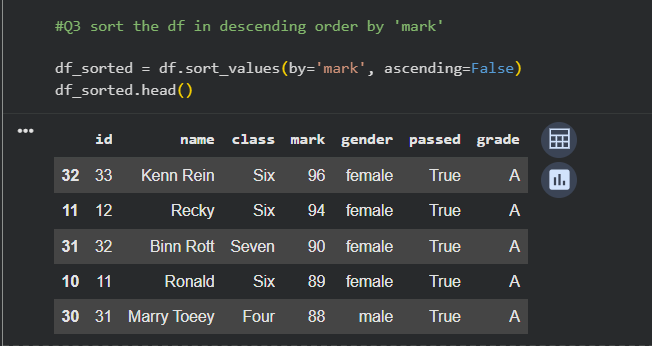 #Q3 sort the df in descending order by 'mark'
df_sorted = df.sort_values(by='mark', ascending=False)
df_sorted.head()
id name class mark gender passed grade
32 33 Kenn Rein Six 96 female True A
11 12 Recky Six 94 female True A
31 32 Binn Rott Seven 90 female True A
10 11 Ronald Six 89 female True A
30 31 Marry Toeey Four 88 male True A